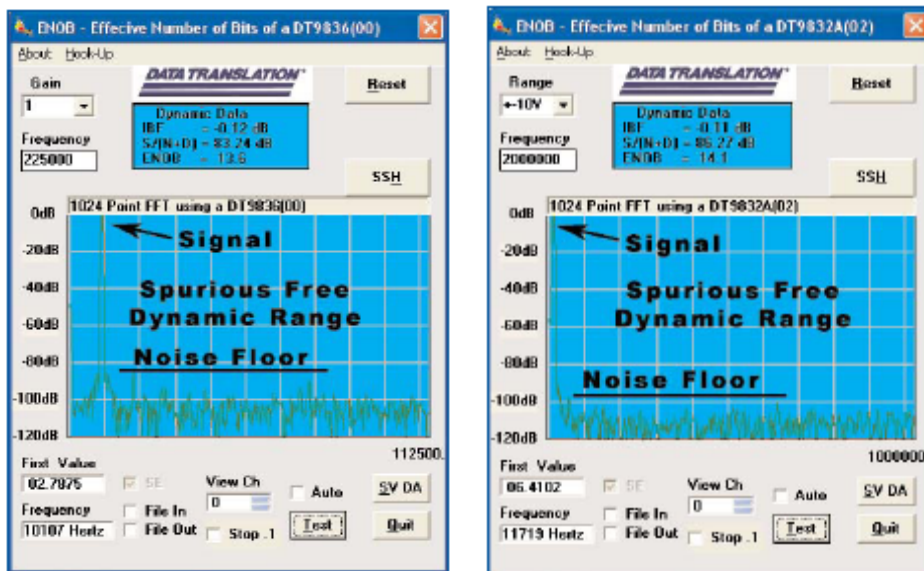 ENOB - Effecive Number of Bits of a DT9836(00)
About Hook-Up
Gain
DATA TRANSLATION
Reset
1
Dynamic Data
IBF = -0.12 dB
S/[N+D] = 83.24 dB
ENOB = 13.6
Frequency
225000
SSH
1024 Point FFT using a DT9836(00)
0dB
Signal
-20dB
-40dB
Spurious Free
Dynamic Range
-60dB
Noise Floor
-80dB
-100dB
-120dB
112500.
First Value
02.7875
SE
View Ch
0
Auto
SV DA
Frequency
10107 Hertz
File In
File Out
Stop .1
Test
Quit
ENOB - Effecive Number of Bits of a DT9832A(02)
About Hook-Up
Range
DATA TRANSLATION
Reset
+-10V
Dynamic Data
IBF = -0.11 dB
S/[N+D] = 86.27 dB
ENOB = 14.1
Frequency
2000000
SSH
1024 Point FFT using a DT9832A(02)
0dB
Signal
-20dB
-40dB
Spurious Free
Dynamic Range
-60dB
-80dB
Noise Floor
-100dB
-120dB
1000000
First Value
06.4102
SE
View Ch
0
Auto
SV DA
Frequency
11719 Hertz
File In
File Out
Stop .1
Test
Quit